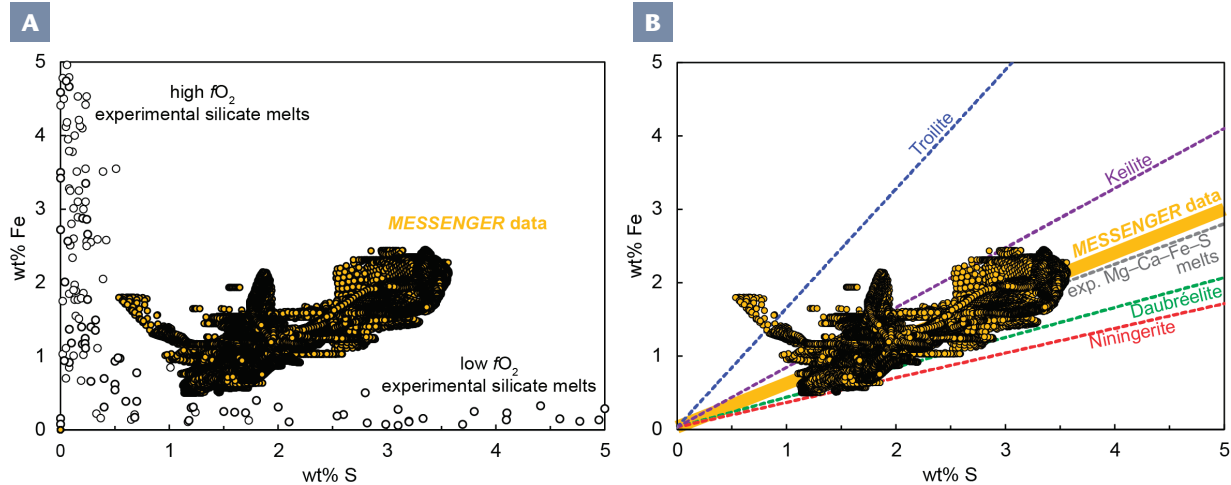 A
wt% Fe
5
4
3
2
1
0
high fO₂
experimental silicate melts
MESSENGER data
low fO₂
experimental silicate melts
0
1
2
3
4
5
wt% S
B
wt% Fe
5
4
3
2
1
0
Troilite
Keilite
MESSENGER data
exp. Mg–Ca–Fe–S
melts
Daubréelite
Niningerite
0
1
2
3
4
5
wt% S